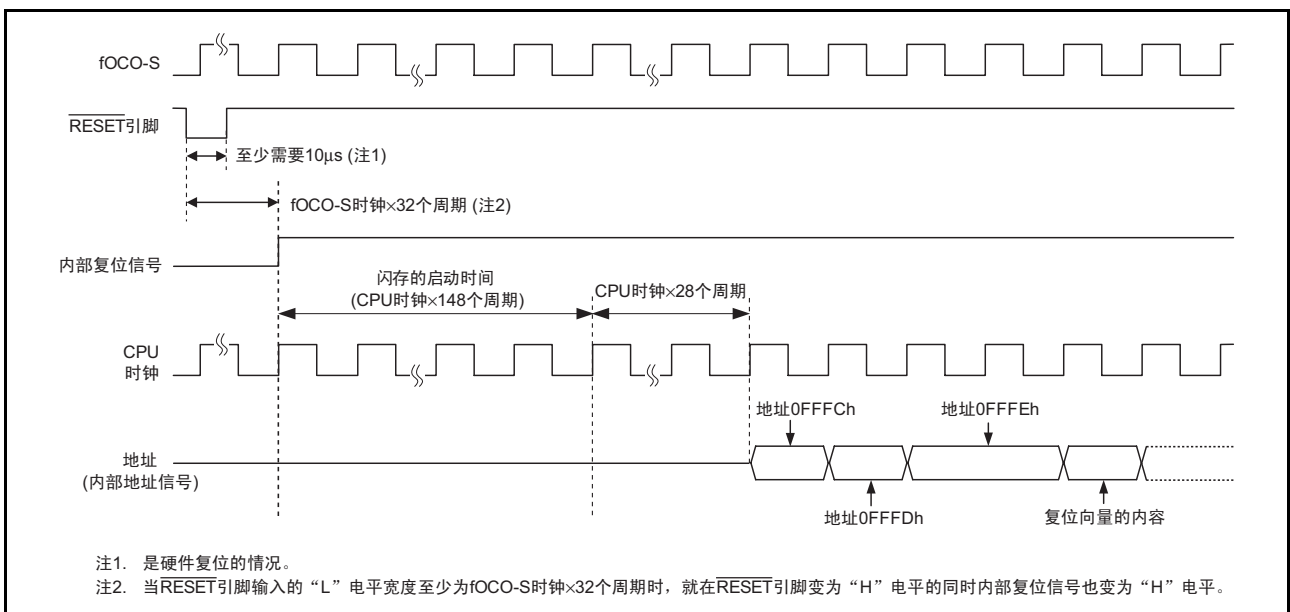 fOCO-S
RESET引脚
至少需要10μs (注1)
fOCO-S时钟×32个周期 (注2)
内部复位信号
闪存的启动时间
(CPU时钟×148个周期)
CPU时钟×28个周期
CPU
时钟
地址0FFFCh
地址0FFFEh
地址
(内部地址信号)
地址0FFFDh
复位向量的内容
注1. 是硬件复位的情况。
注2. 当RESET引脚输入的“L”电平宽度至少为fOCO-S时钟×32个周期时，就在RESET引脚变为“H”电平的同时内部复位信号也变为“H”电平。